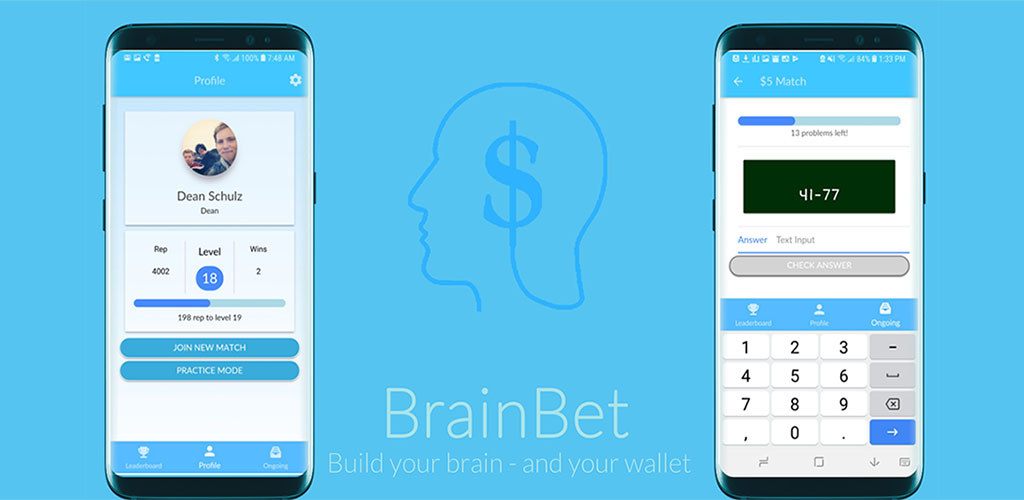 100% 7:48 AM
Profile
Dean Schulz
Dean
Rep
Level
Wins
4002
18
2
198 rep to level 19
JOIN NEW MATCH
PRACTICE MODE
Leaderboard
Profile
Ongoing
$
BrainBet
Build your brain - and your wallet
84% 1:33 PM
$5 Match
13 problems left!
41-77
Answer Text Input
CHECK ANSWER
Leaderboard
Profile
Ongoing
1 2 3 -
4 5 6
7 8 9
, 0 .